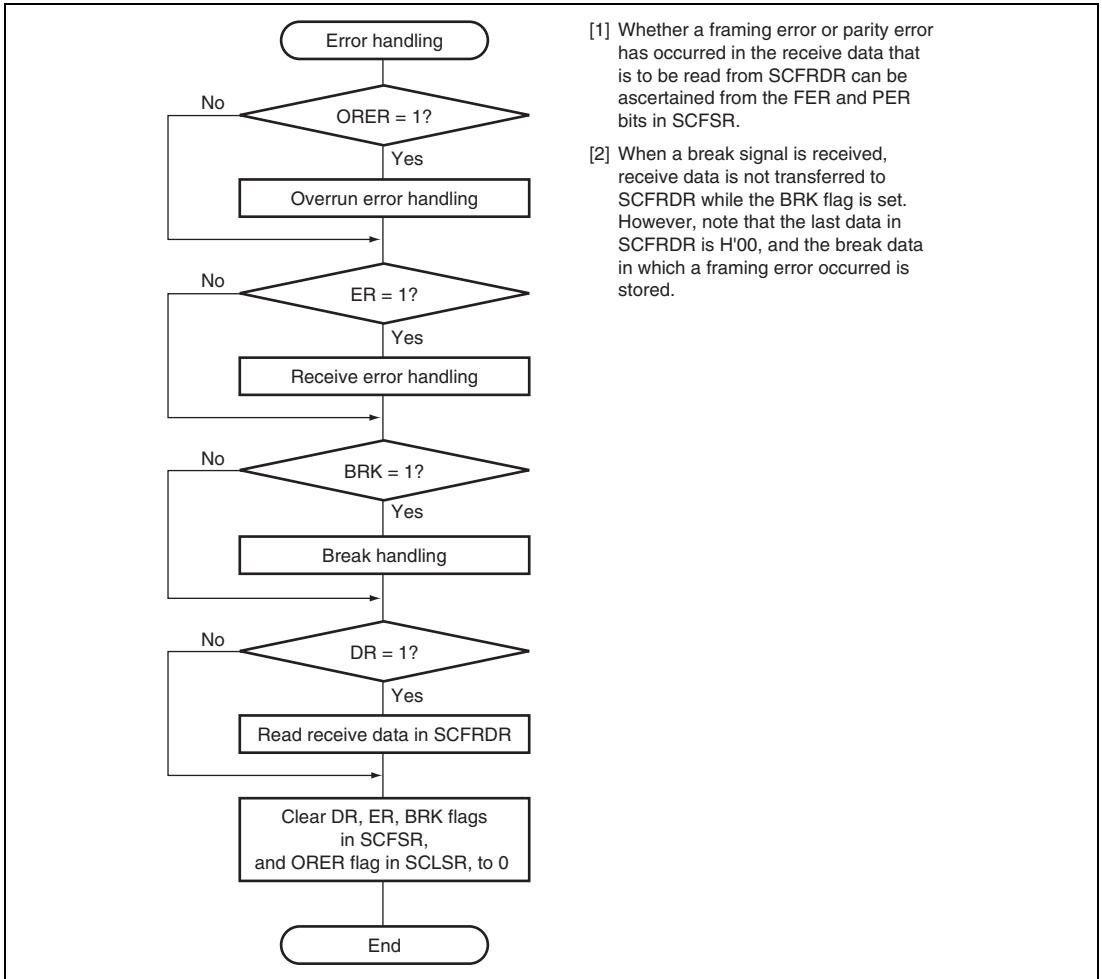 Error handling
No
ORER = 1?
Yes
Overrun error handling
No
ER = 1?
Yes
Receive error handling
No
BRK = 1?
Yes
Break handling
No
DR = 1?
Yes
Read receive data in SCFRDR
Clear DR, ER, BRK flags
in SCFSR,
and ORER flag in SCLSR, to 0
End
[1] Whether a framing error or parity error
has occurred in the receive data that
is to be read from SCFRDR can be
ascertained from the FER and PER
bits in SCFSR.
[2] When a break signal is received,
receive data is not transferred to
SCFRDR while the BRK flag is set.
However, note that the last data in
SCFRDR is H'00, and the break data
in which a framing error occurred is
stored.